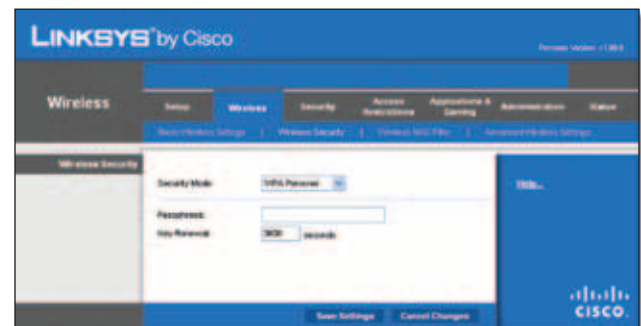 LINKSYS® by Cisco
Firmware Version:
Wireless
Setup
Wireless
Security
Access Restrictions
Applications & Gaming
Administration
Status
Basic Wireless Settings | Wireless Security | Wireless MAC Filter | Advanced Wireless Settings
Wireless Security
Security Mode: WPA Personal
Passphrase:
Key Renewal: 3600 seconds
Help...
Save Settings
Cancel Changes
CISCO